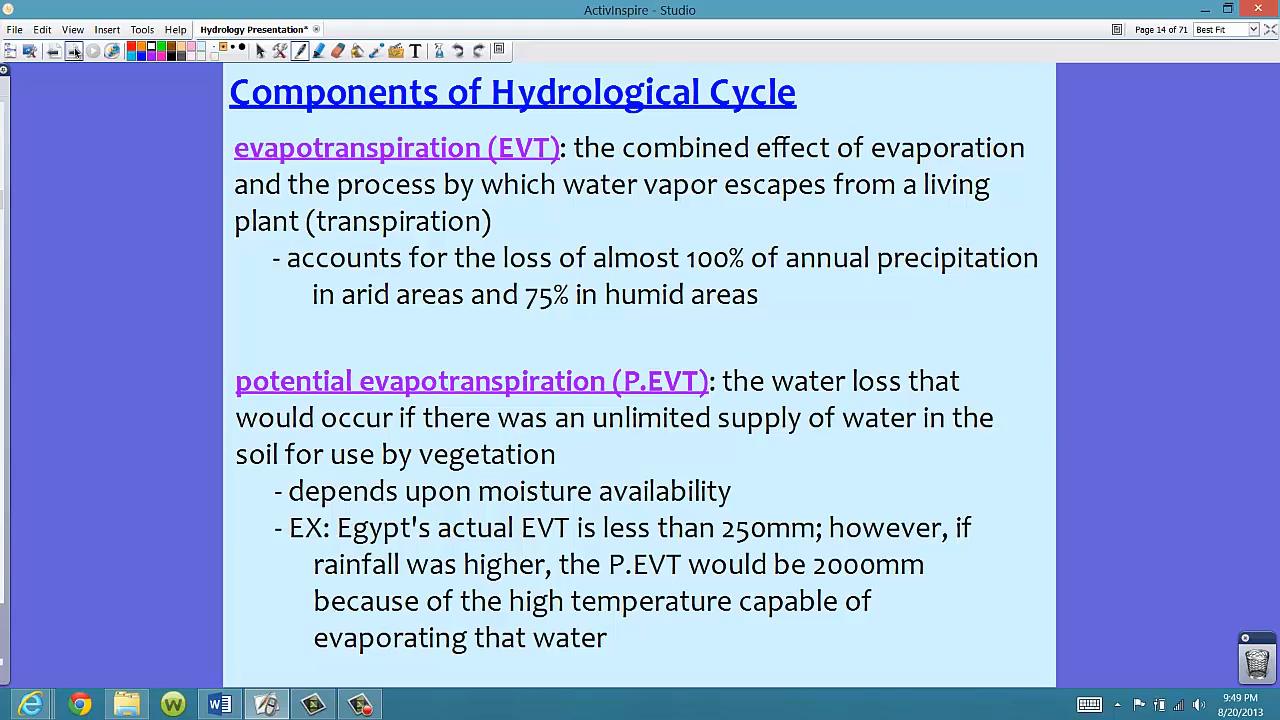 ActivInspire - Studio
File Edit View Insert Tools Help Hydrology Presentation* Page 14 of 71 Best Fit
Components of Hydrological Cycle
evapotranspiration (EVT): the combined effect of evaporation
and the process by which water vapor escapes from a living
plant (transpiration)
- accounts for the loss of almost 100% of annual precipitation
in arid areas and 75% in humid areas
potential evapotranspiration (P.EVT): the water loss that
would occur if there was an unlimited supply of water in the
soil for use by vegetation
- depends upon moisture availability
- EX: Egypt's actual EVT is less than 250mm; however, if
rainfall was higher, the P.EVT would be 2000mm
because of the high temperature capable of
evaporating that water
9:49 PM
8/20/2013